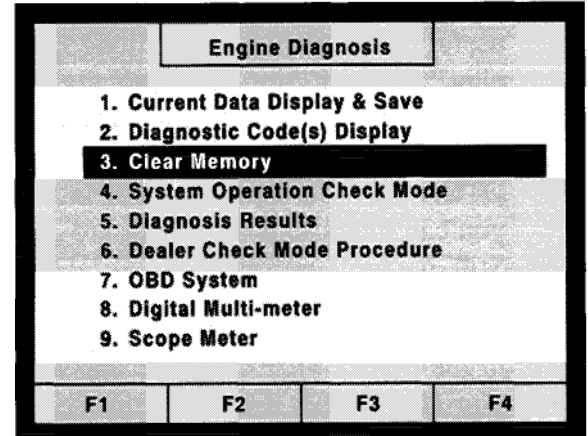 Engine Diagnosis
1. Current Data Display & Save
2. Diagnostic Code(s) Display
3. Clear Memory
4. System Operation Check Mode
5. Diagnosis Results
6. Dealer Check Mode Procedure
7. OBD System
8. Digital Multi-meter
9. Scope Meter
F1 F2 F3 F4